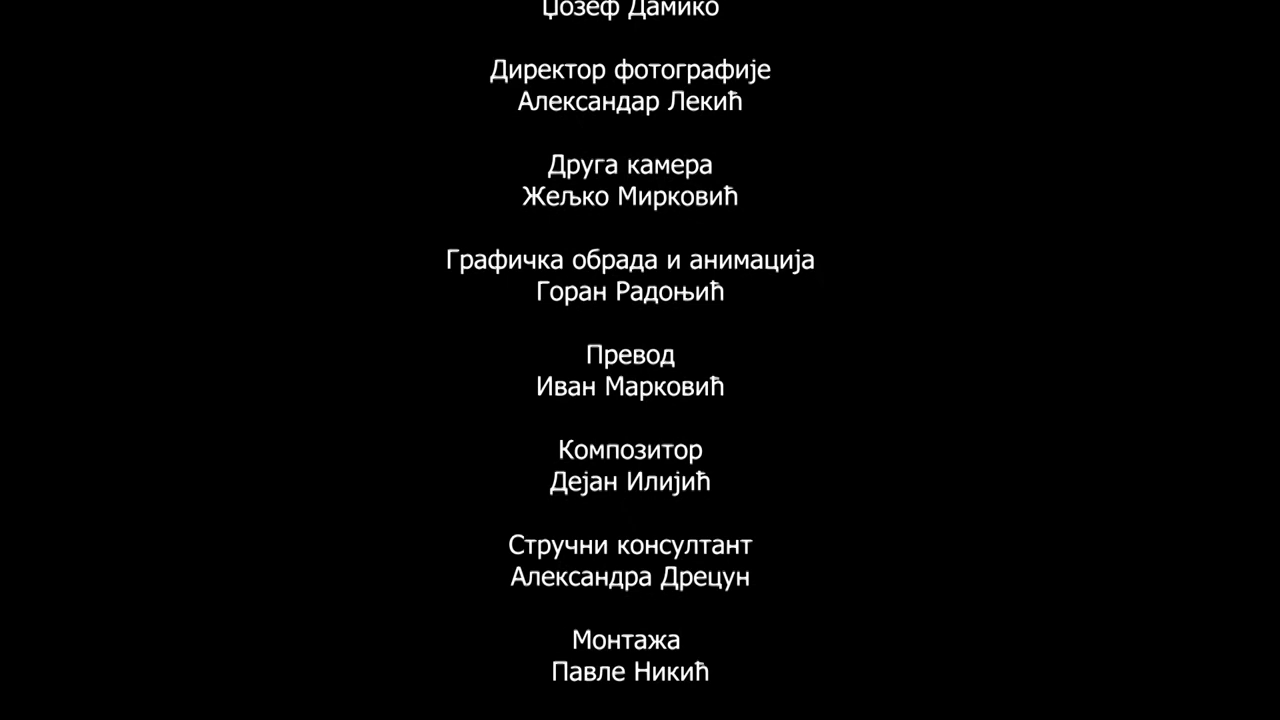 Џозеф Дамико
Директор фотографије
Александар Лекић
Друга камера
Жељко Мирковић
Графичка обрада и анимација
Горан Радоњић
Превод
Иван Марковић
Композитор
Дејан Илијић
Стручни консултант
Александра Дрецун
Монтажа
Павле Никић